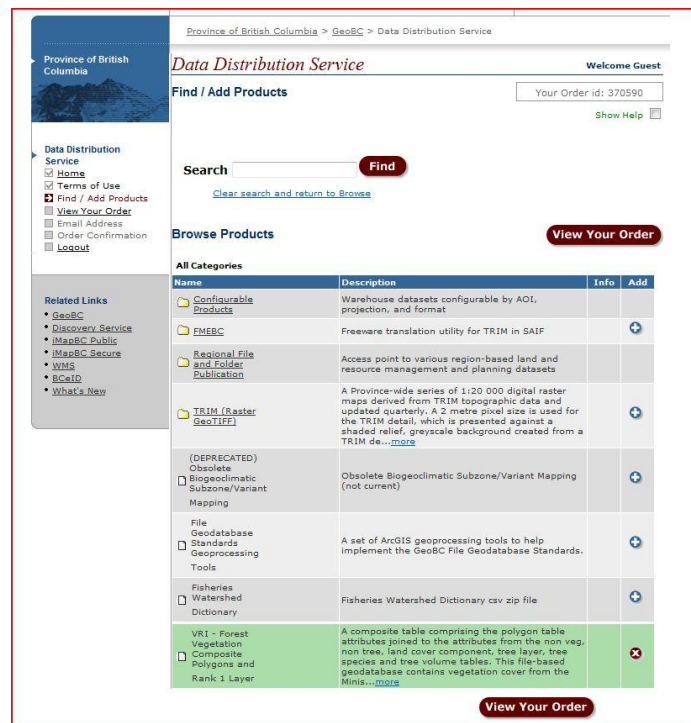 Province of British Columbia > GeoBC > Data Distribution Service
Province of British
Columbia
Data Distribution Service
Welcome Guest
Find / Add Products
Your Order id: 370590
Show Help
Data Distribution
Service
Home
Terms of Use
Find / Add Products
View Your Order
Email Address
Order Confirmation
Logout
Related Links
GeoBC
Discovery Service
iMapBC Public
iMapBC Secure
WMS
BCeID
What's New
Search
Find
Clear search and return to Browse
Browse Products
View Your Order
All Categories
Name Description Info Add
Configurable
Products
Warehouse datasets configurable by AOI,
projection, and format
FMEBC
Freeware translation utility for TRIM in SAIF
Regional File
and Folder
Publication
Access point to various region-based land and
resource management and planning datasets
TRIM (Raster
GeoTIFF)
A Province-wide series of 1:20 000 digital raster
maps derived from TRIM topographic data and
updated quarterly. A 2 metre pixel size is used for
the TRIM detail, which is presented against a
shaded relief, greyscale background created from a
TRIM de...more
(DEPRECATED)
Obsolete
Biogeoclimatic
Subzone/Variant
Mapping
Obsolete Biogeoclimatic Subzone/Variant Mapping
(not current)
File
Geodatabase
Standards
Geoprocessing
Tools
A set of ArcGIS geoprocessing tools to help
implement the GeoBC File Geodatabase Standards.
Fisheries
Watershed
Dictionary
Fisheries Watershed Dictionary csv zip file
VRI - Forest
Vegetation
Composite
Polygons and
Rank 1 Layer
A composite table comprising the polygon table
attributes joined to the attributes from the non veg,
non tree, land cover component, tree layer, tree
species and tree volume tables. This file-based
geodatabase contains vegetation cover from the
Minis...more
View Your Order